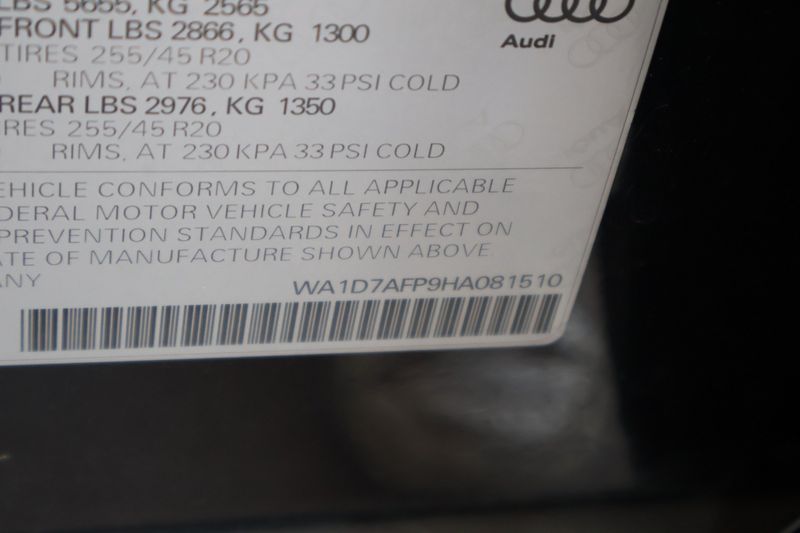 LBS 5655, KG 2565
FRONT LBS 2866, KG 1300
TIRES 255/45 R20
RIMS, AT 230 KPA 33 PSI COLD
REAR LBS 2976, KG 1350
IRES 255/45 R20
RIMS, AT 230 KPA 33 PSI COLD
Audi
EHICLE CONFORMS TO ALL APPLICABLE
DERAL MOTOR VEHICLE SAFETY AND
PREVENTION STANDARDS IN EFFECT ON
ATE OF MANUFACTURE SHOWN ABOVE
ANY
WA1D7AFP9HA081510